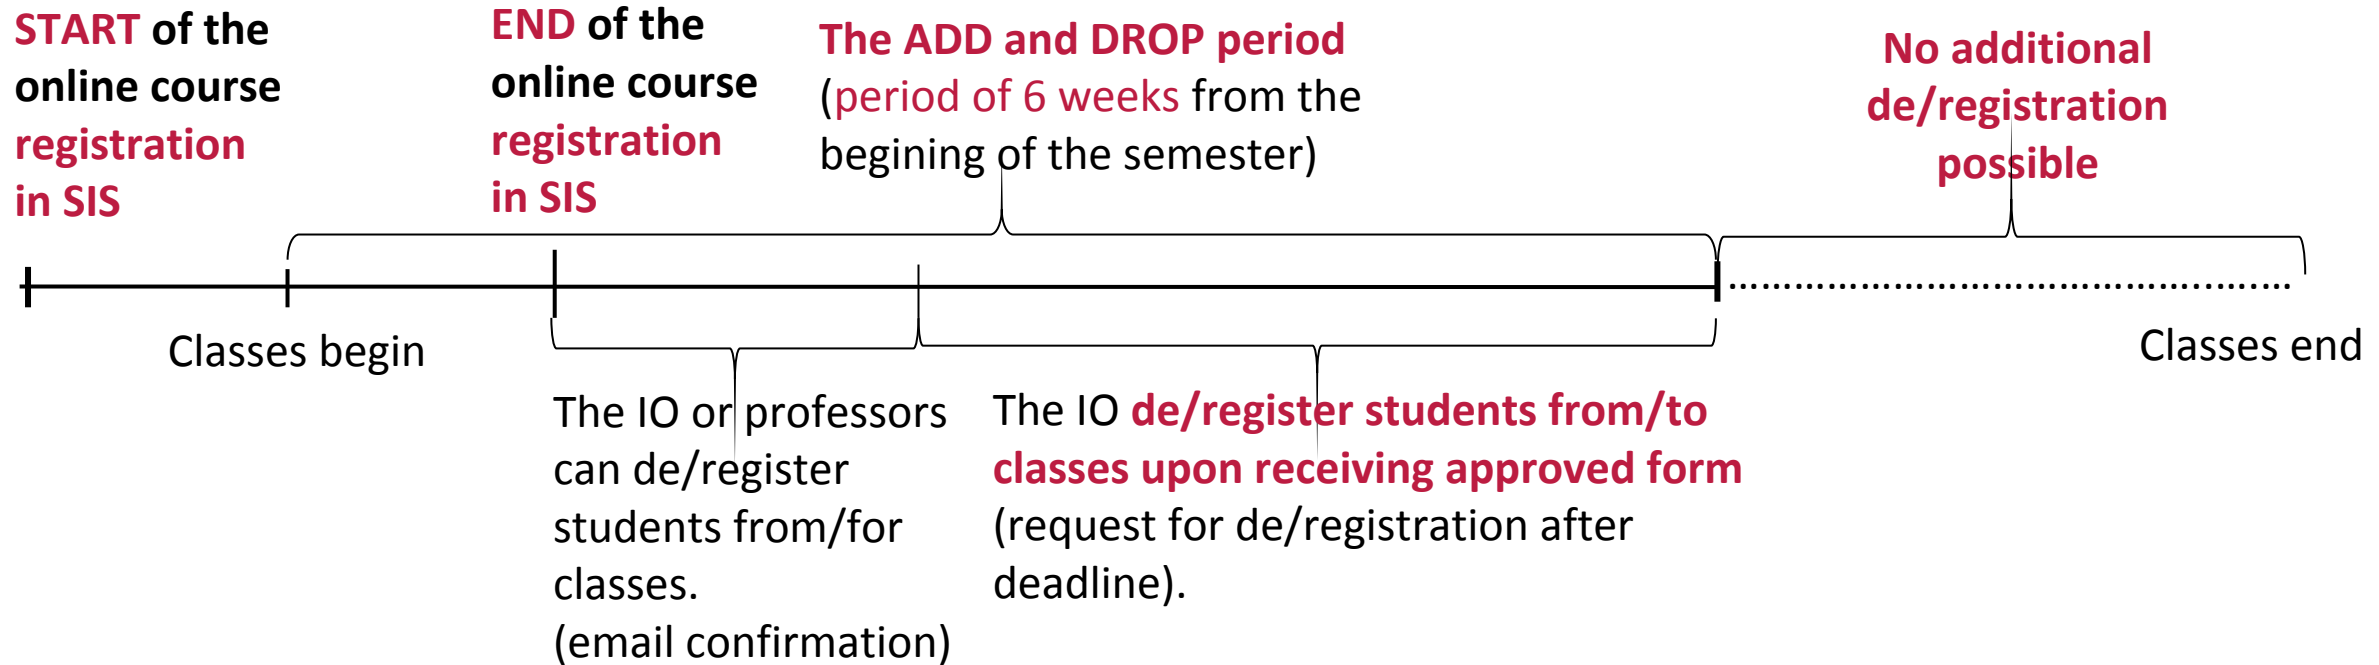 START of the
online course
registration
in SIS
END of the
online course
registration
in SIS
The ADD and DROP period
(period of 6 weeks from the
begining of the semester)
No additional
de/registration
possible
Classes begin
Classes end
The IO or professors
can de/register
students from/for
classes.
(email confirmation)
The IO de/register students from/to
classes upon receiving approved form
(request for de/registration after
deadline).